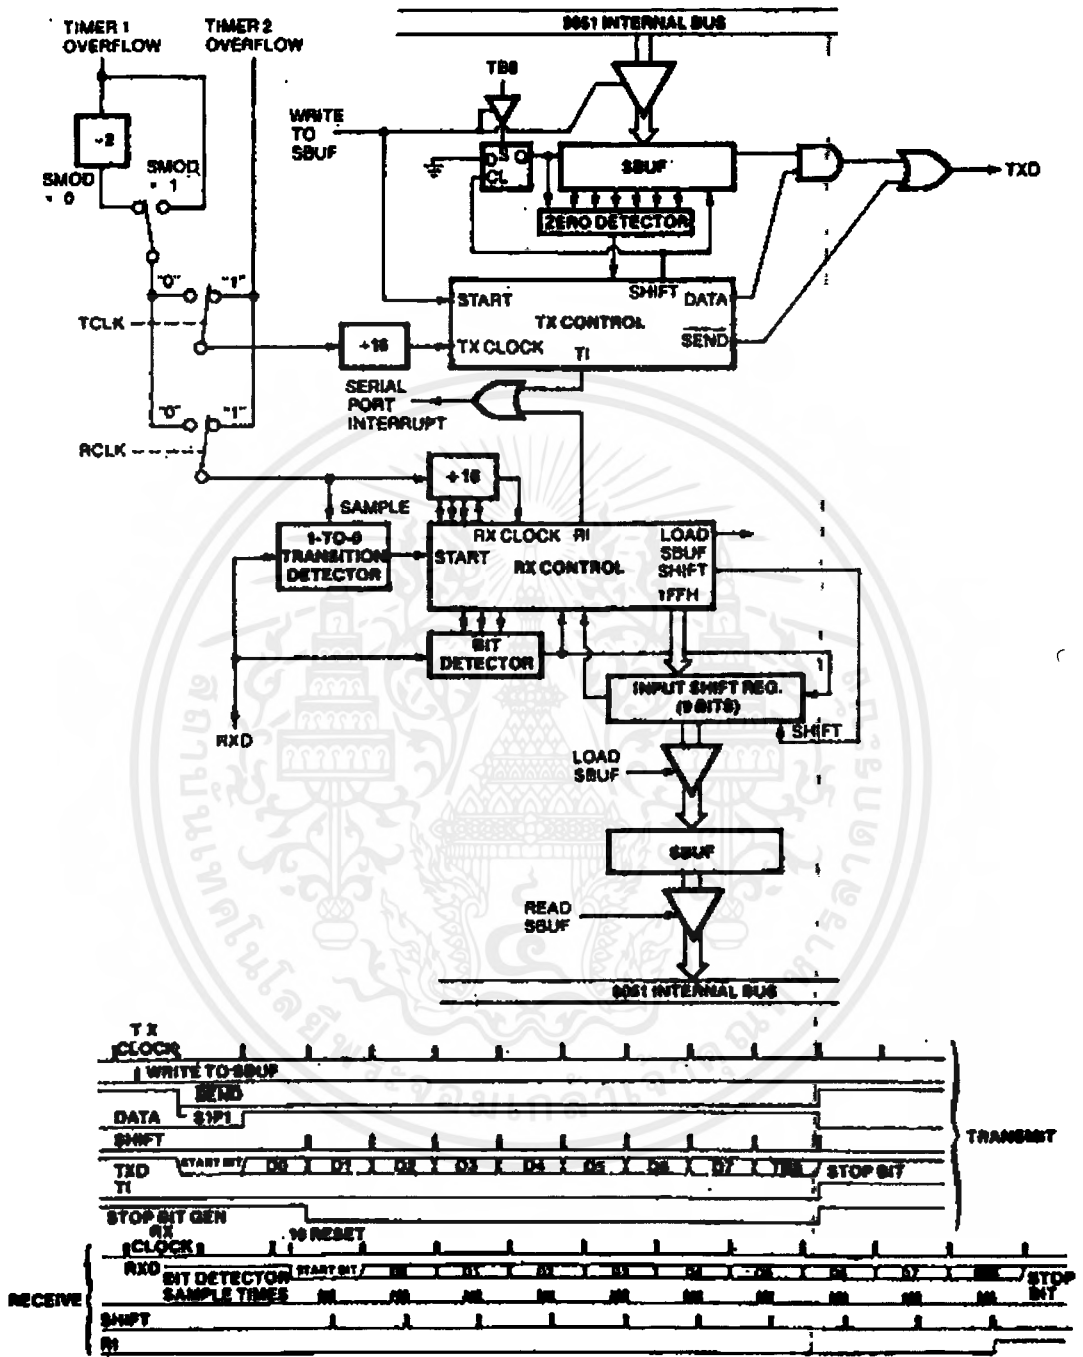 TIMER 1
OVERFLOW
TIMER 2
OVERFLOW
8051 INTERNAL BUS
TB8
WRITE
TO
SBUF
÷2
SMOD
= 0
SMOD
= 1
D S Q
CL
SBUF
TXD
ZERO DETECTOR
"0"
"1"
TCLK
START
SHIFT
DATA
TX CONTROL
÷16
TX CLOCK
TI
SEND
SERIAL
PORT
INTERRUPT
"0"
"1"
RCLK
÷16
SAMPLE
1-TO-0
TRANSITION
DETECTOR
RX CLOCK
RI
START
RX CONTROL
LOAD
SBUF
SHIFT
1FFH
BIT
DETECTOR
INPUT SHIFT REG.
(9 BITS)
SHIFT
RXD
LOAD
SBUF
SBUF
READ
SBUF
8051 INTERNAL BUS
TX
CLOCK
WRITE TO SBUF
SEND
DATA
S1P1
SHIFT
TRANSMIT
TXD
START BIT
D0
D1
D2
D3
D4
D5
D6
D7
TB8
STOP BIT
TI
STOP BIT GEN
RX
CLOCK
16 RESET
RXD
START BIT
D0
D1
D2
D3
D4
D5
D6
D7
RB8
STOP
BIT
BIT DETECTOR
SAMPLE TIMES
RECEIVE
SHIFT
RI